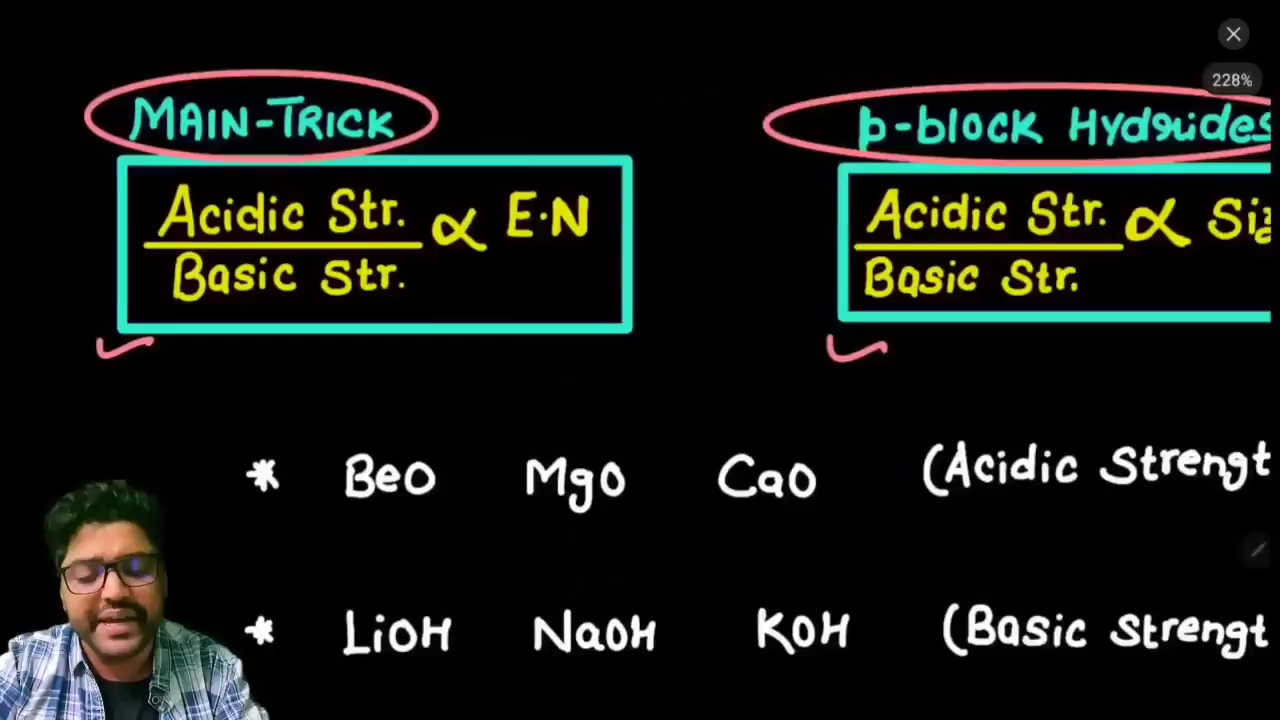 228%
MAIN-TRICK
Acidic Str. ∝ E·N
Basic Str.
p-block Hydrides
Acidic Str. ∝
Basic Str.
* BeO MgO CaO (Acidic
* LiOH NaOH KOH (Basic